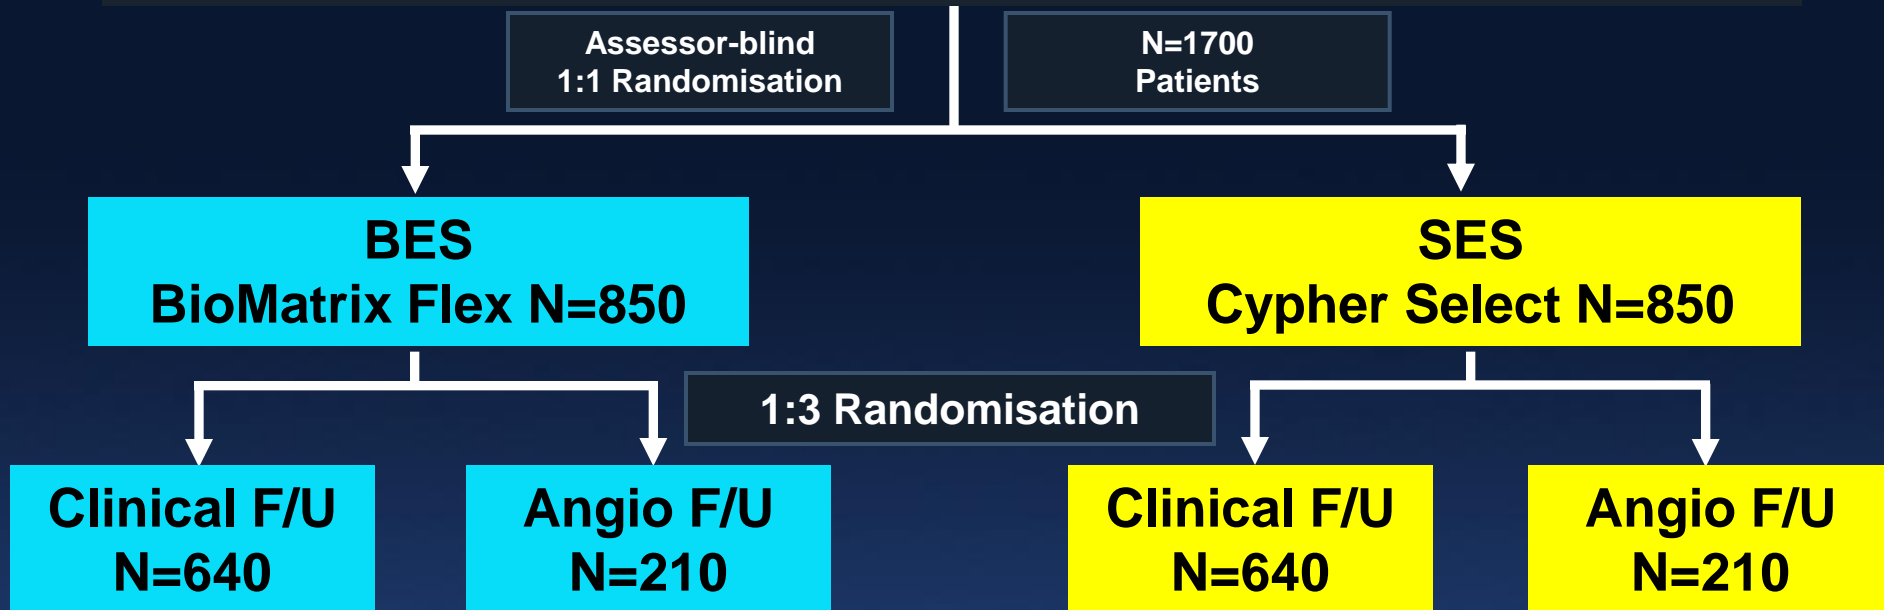 Assessor-blind
1:1 Randomisation
N=1700
Patients
BES
BioMatrix Flex N=850
SES
Cypher Select N=850
1:3 Randomisation
Clinical F/U
N=640
Angio F/U
N=210
Clinical F/U
N=640
Angio F/U
N=210